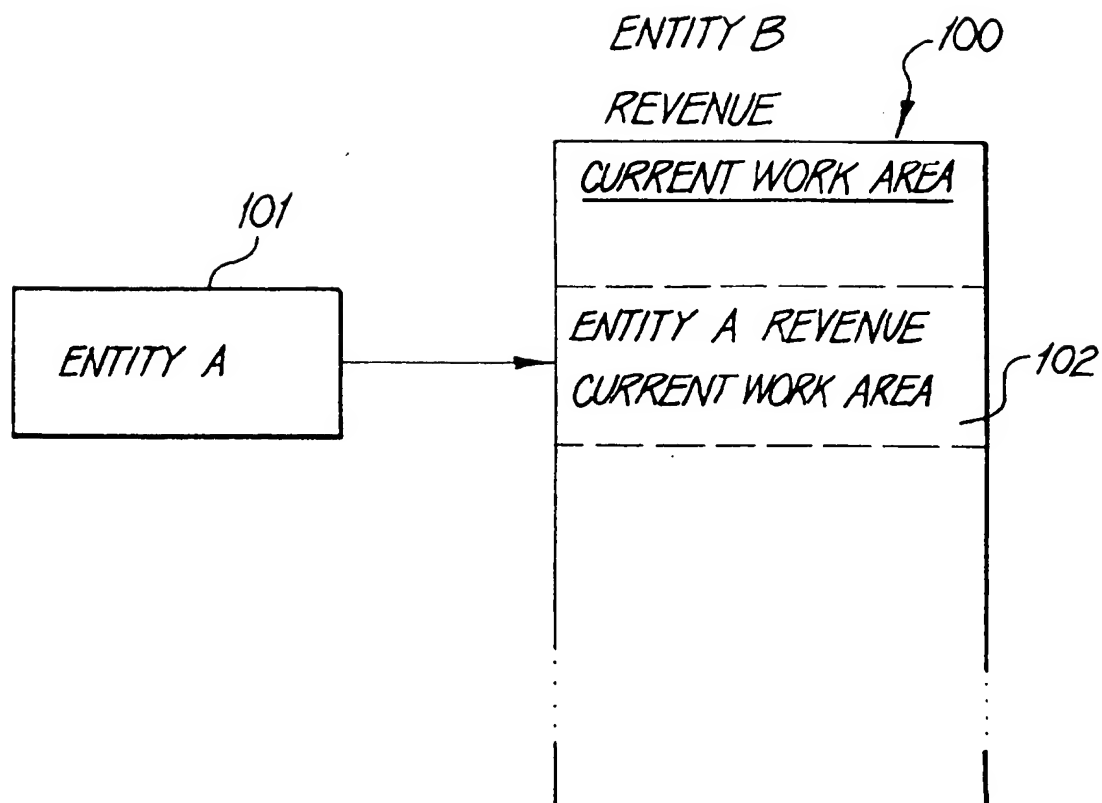 ENTITY B
100
REVENUE
CURRENT WORK AREA
101
ENTITY A
ENTITY A REVENUE
CURRENT WORK AREA
102